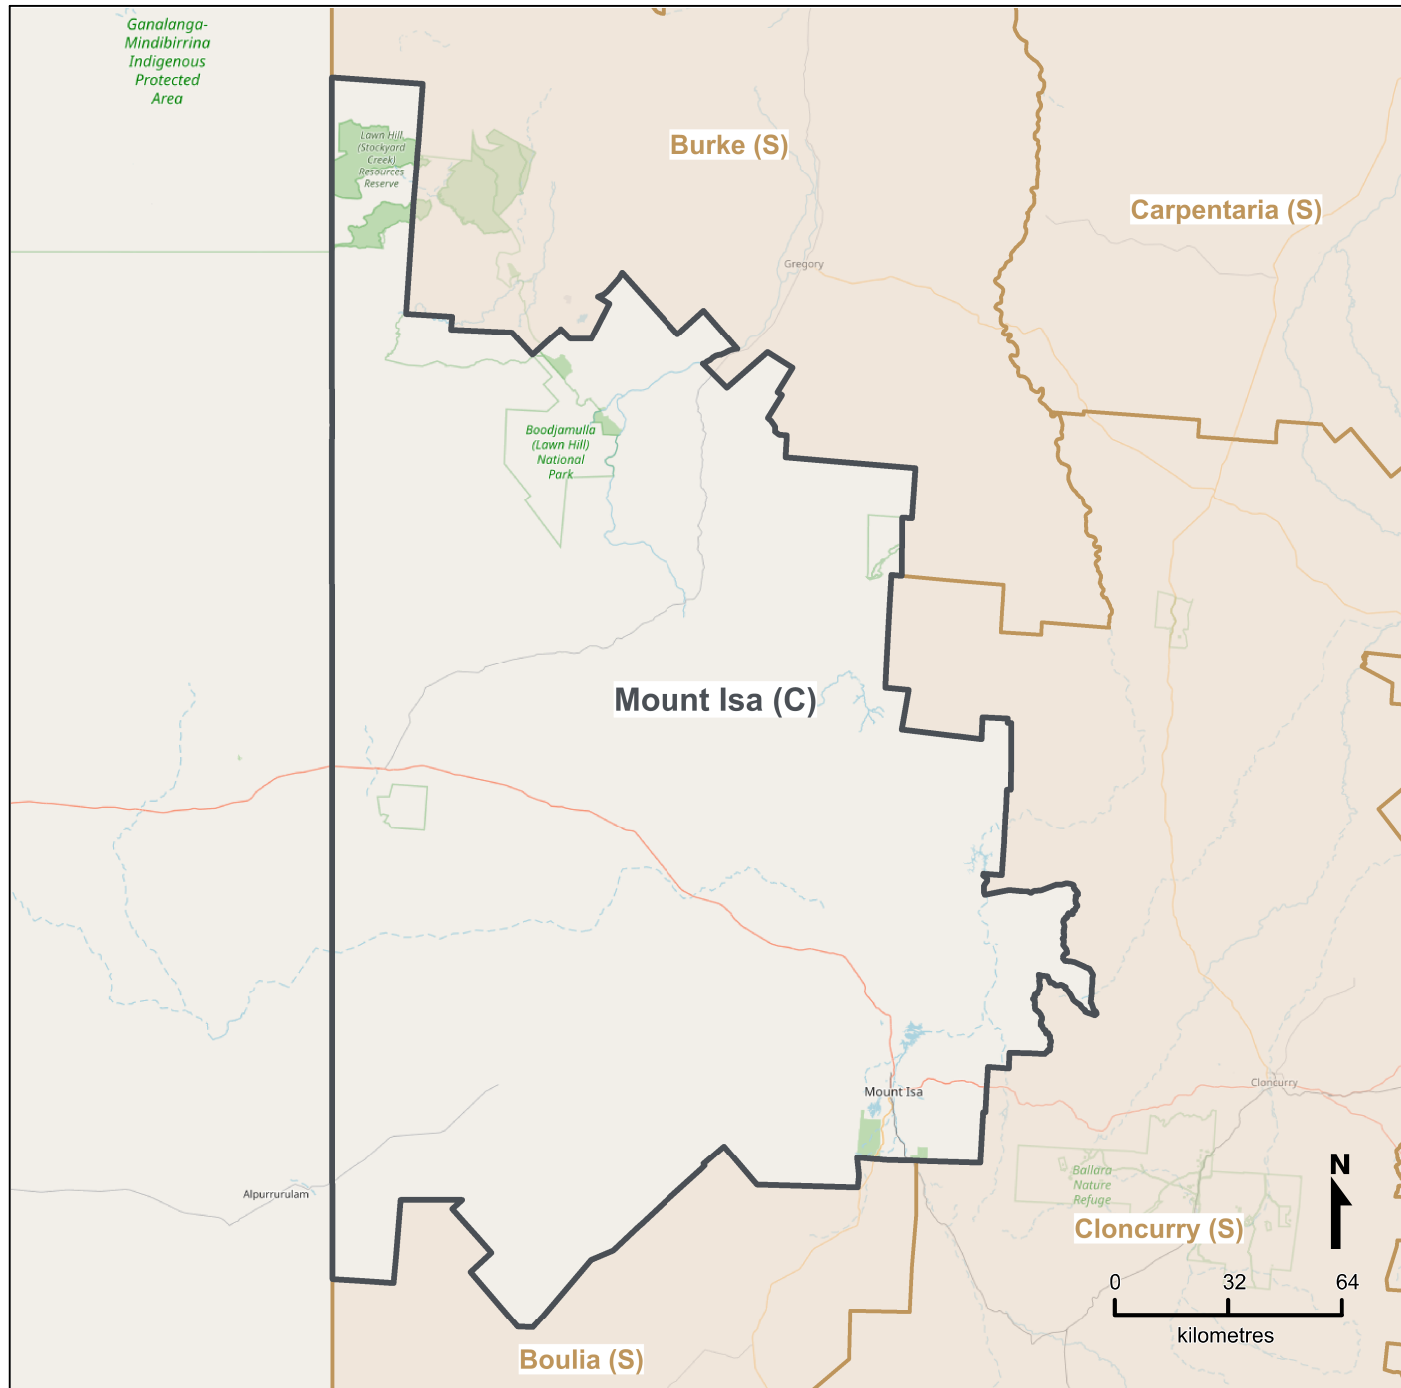 Ganalanga-
Mindibirrina
Indigenous
Protected
Area
Lawn Hill
(Stockyard
Creek)
Resources
Reserve
Burke (S)
Carpentaria (S)
Gregory
Boodjamulla
(Lawn Hill)
National
Park
Mount Isa (C)
Mount Isa
Cloncurry
Alpurrurulam
Ballara
Nature
Refuge
Cloncurry (S)
N
0 32 64
kilometres
Boulia (S)